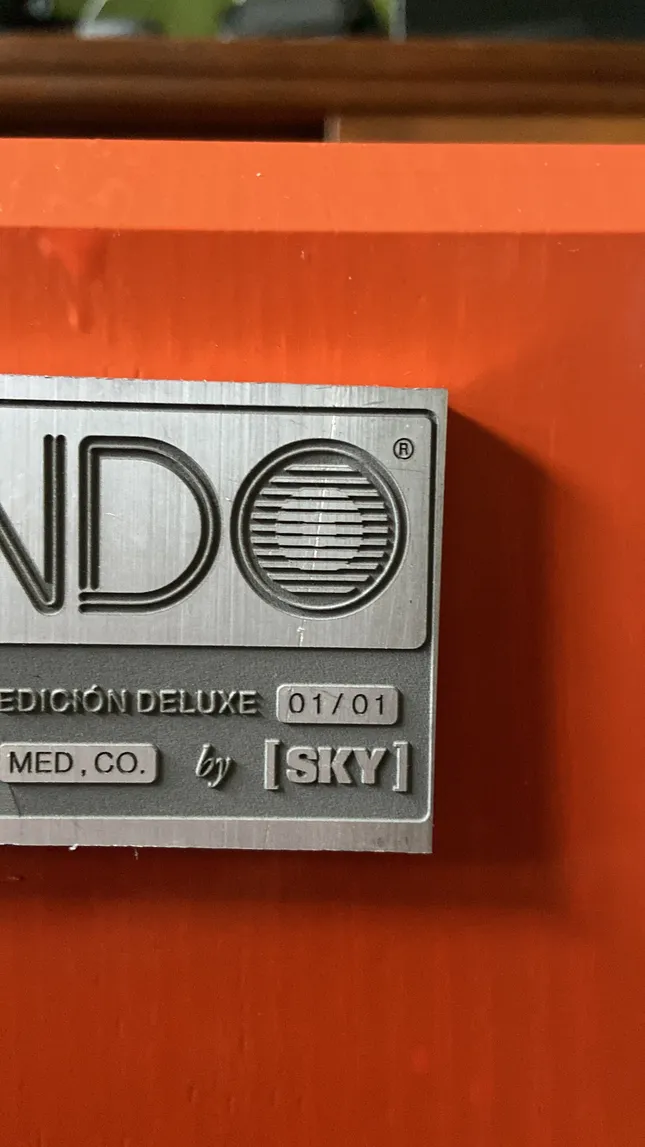 NDO®
EDICIÓN DELUXE 01/01
MED, CO. by [SKY]